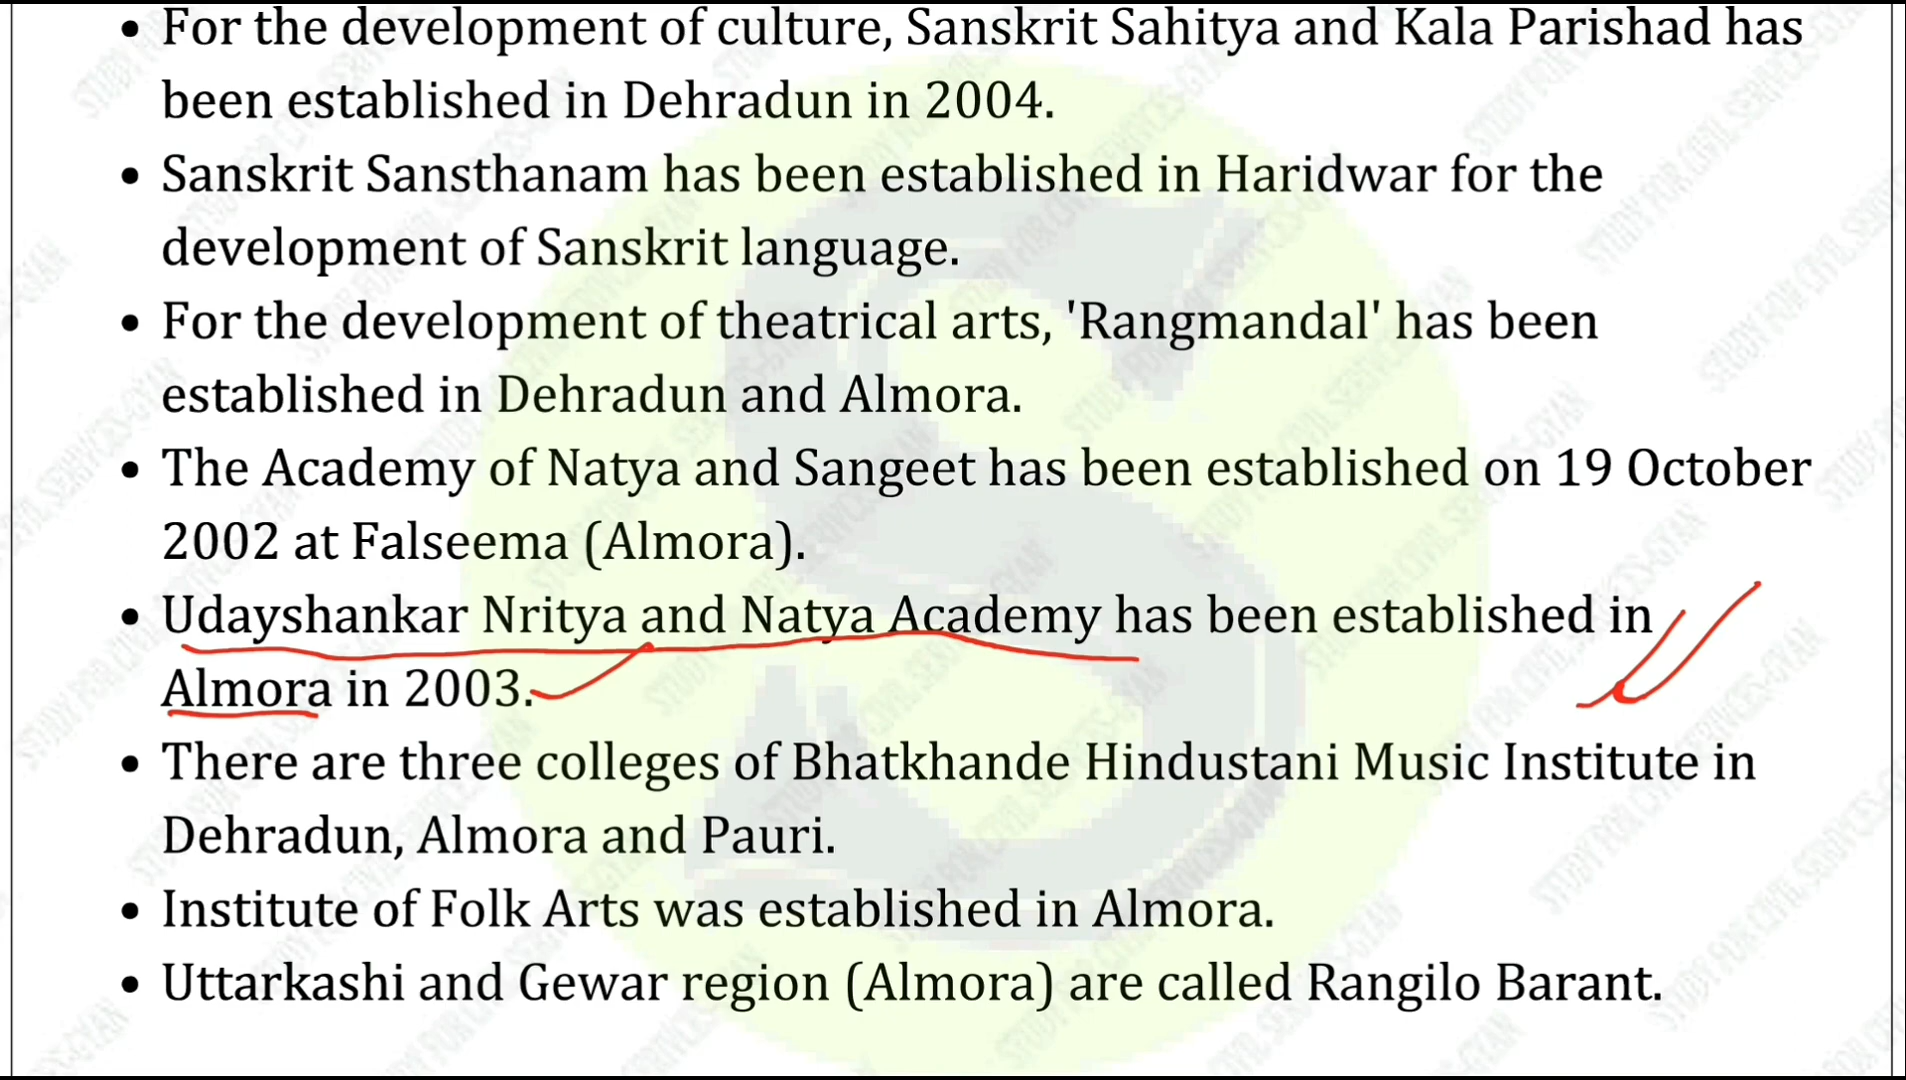 • For the development of culture, Sanskrit Sahitya and Kala Parishad has
been established in Dehradun in 2004.
• Sanskrit Sansthanam has been established in Haridwar for the
development of Sanskrit language.
• For the development of theatrical arts, 'Rangmandal' has been
established in Dehradun and Almora.
• The Academy of Natya and Sangeet has been established on 19 October
2002 at Falseema (Almora).
• Udayshankar Nritya and Natya Academy has been established in
Almora in 2003.
• There are three colleges of Bhatkhande Hindustani Music Institute in
Dehradun, Almora and Pauri.
• Institute of Folk Arts was established in Almora.
• Uttarkashi and Gewar region (Almora) are called Rangilo Barant.
STUDY FOR CIVIL SERVICES-GYAN